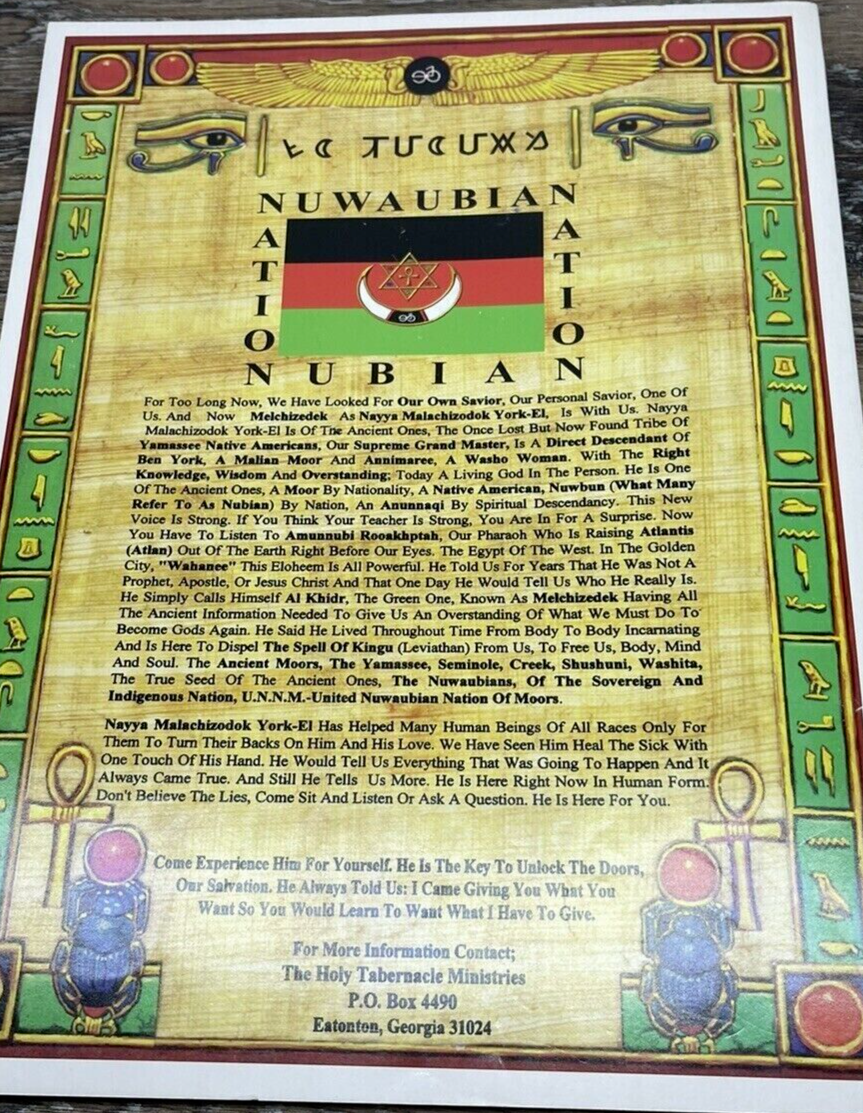 NUWAUBIAN
NATION
NATION
NUBIAN
For Too Long Now, We Have Looked For Our Own Savior, Our Personal Savior, One Of
Us. And Now Melchizedek As Nayya Malachizodok York-El, Is With Us. Nayya
Malachizodok York-El Is Of The Ancient Ones, The Once Lost But Now Found Tribe Of
Yamassee Native Americans, Our Supreme Grand Master, Is A Direct Descendant Of
Ben York, A Malian Moor And Annimaree, A Washo Woman. With The Right
Knowledge, Wisdom And Overstanding; Today A Living God In The Person. He Is One
Of The Ancient Ones, A Moor By Nationality, A Native American, Nuwbun (What Many
Refer To As Nubian) By Nation, An Anunnaqi By Spiritual Descendancy. This New
Voice Is Strong. If You Think Your Teacher Is Strong, You Are In For A Surprise. Now
You Have To Listen To Amunnubi Rooakhptah, Our Pharaoh Who Is Raising Atlantis
(Atlan) Out Of The Earth Right Before Our Eyes. The Egypt Of The West. In The Golden
City, "Wahanee" This Eloheem Is All Powerful. He Told Us For Years That He Was Not A
Prophet, Apostle, Or Jesus Christ And That One Day He Would Tell Us Who He Really Is.
He Simply Calls Himself Al Khidr, The Green One, Known As Melchizedek Having All
The Ancient Information Needed To Give Us An Overstanding Of What We Must Do To
Become Gods Again. He Said He Lived Throughout Time From Body To Body Incarnating
And Is Here To Dispel The Spell Of Kingu (Leviathan) From Us, To Free Us, Body, Mind
And Soul. The Ancient Moors, The Yamassee, Seminole, Creek, Shushuni, Washita,
The True Seed Of The Ancient Ones, The Nuwaubians, Of The Sovereign And
Indigenous Nation, U.N.N.M.-United Nuwaubian Nation Of Moors.
Nayya Malachizodok York-El Has Helped Many Human Beings Of All Races Only For
Them To Turn Their Backs On Him And His Love. We Have Seen Him Heal The Sick With
One Touch Of His Hand. He Would Tell Us Everything That Was Going To Happen And It
Always Came True. And Still He Tells Us More. He Is Here Right Now In Human Form.
Don't Believe The Lies, Come Sit And Listen Or Ask A Question. He Is Here For You.
Come Experience Him For Yourself. He Is The Key To Unlock The Doors,
Our Salvation. He Always Told Us: I Came Giving You What You
Want So You Would Learn To Want What I Have To Give.
For More Information Contact;
The Holy Tabernacle Ministries
P.O. Box 4490
Eatonton, Georgia 31024